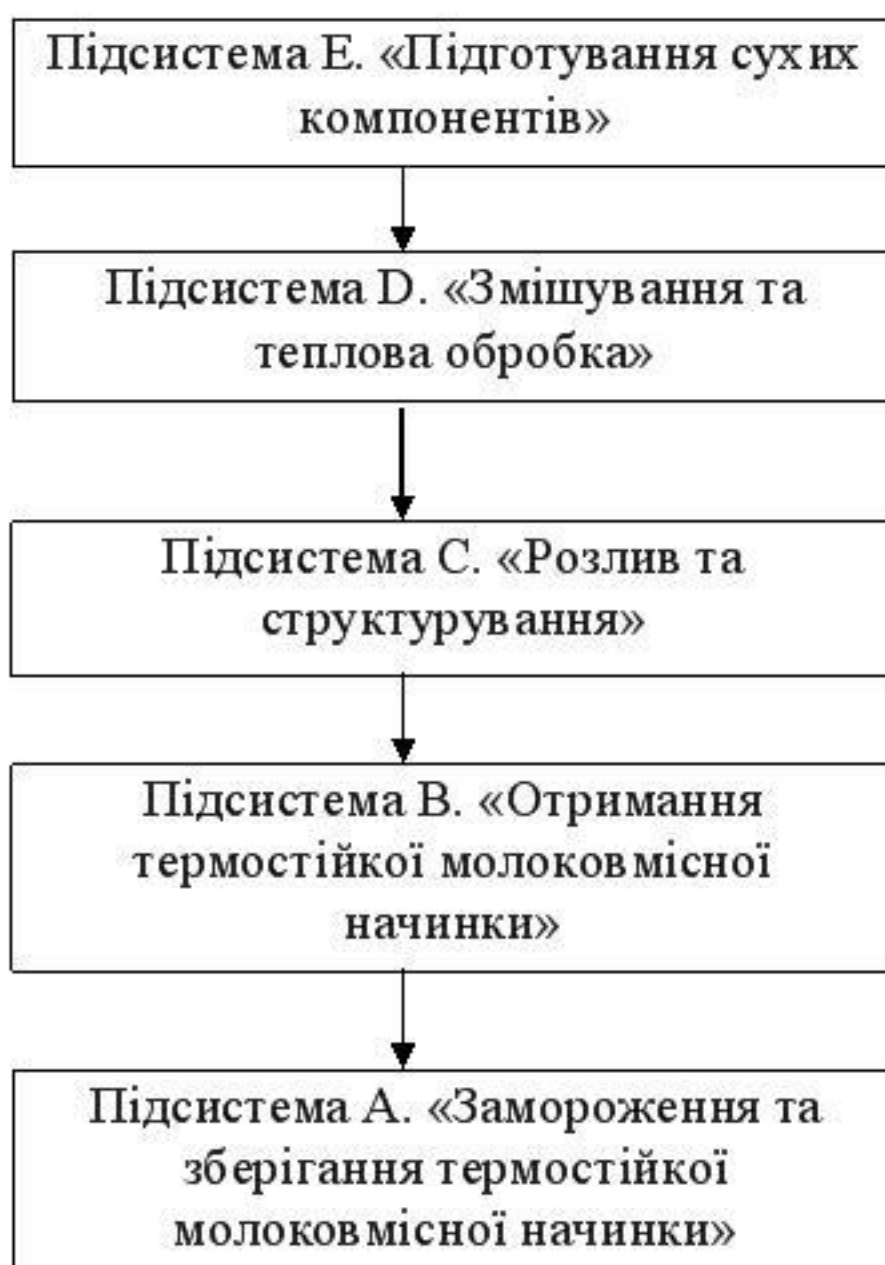 Підсистема E. «Підготування сухих
компонентів»
Підсистема D. «Змішування та
теплова обробка»
Підсистема C. «Розлив та
структурування»
Підсистема B. «Отримання
термостійкої молоковмісної
начинки»
Підсистема A. «Замороження та
зберігання термостійкої
молоковмісної начинки»